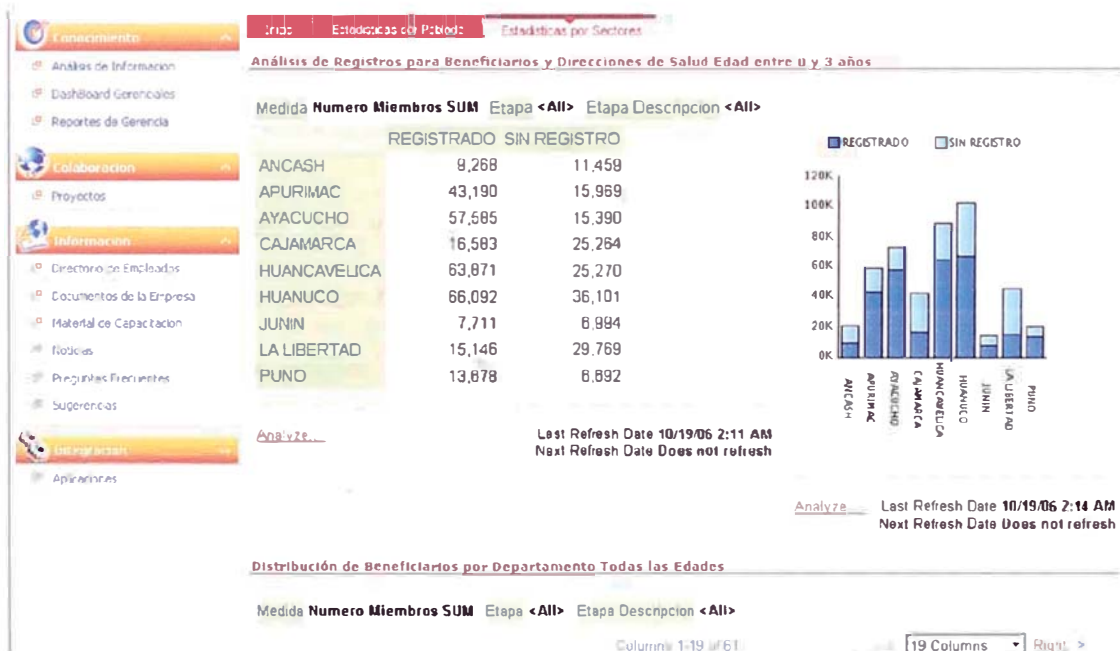 Conocimiento
Análisis de Informacion
DashBoard Gerenciales
Reportes de Gerencia
Colaboracion
Proyectos
Informacion
Directorio de Empleados
Documentos de la Empresa
Material de Capacitacion
Noticias
Preguntas Frecuentes
Sugerencias
Aplicaciones
Inicio Estadisticas por Poblado Estadisticas por Sectores
Análisis de Registros para Beneficiarios y Direcciones de Salud Edad entre 0 y 3 años
Medida Numero Miembros SUM Etapa <All> Etapa Descripcion <All>
REGISTRADO SIN REGISTRO
ANCASH 9,268 11,459
APURIMAC 43,190 15,969
AYACUCHO 57,585 15,390
CAJAMARCA 16,583 25,264
HUANCAVELICA 63,871 25,270
HUANUCO 66,092 36,101
JUNIN 7,711 6,994
LA LIBERTAD 15,146 29,769
PUNO 13,678 6,692
Analyze...
Last Refresh Date 10/19/06 2:11 AM
Next Refresh Date Does not refresh
REGISTRADO SIN REGISTRO
120K
100K
80K
60K
40K
20K
0K
ANCASH
APURIMAC
AYACUCHO
CAJAMARCA
HUANCAVELICA
HUANUCO
JUNIN
LA LIBERTAD
PUNO
Analyze... Last Refresh Date 10/19/06 2:14 AM
Next Refresh Date Does not refresh
Distribución de Beneficiarios por Departamento Todas las Edades
Medida Numero Miembros SUM Etapa <All> Etapa Descripcion <All>
Columns 1-19 of 61 19 Columns Right >